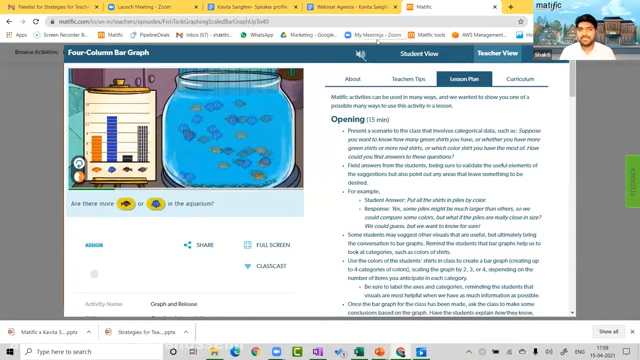 Panelist for Strategies for Teac
Launch Meeting - Zoom
Kavita Sanghvi - Speaker profile
Webinar Agenda - Kavita Sangh
Matific
matific.com/in/en-in/teachers/episodes/FishTankGraphingScaledBarGraphUpTo40
Matific tools
AWS Management...
Other bookmarks
Matific (PipelineDeals)
PipelineDeals
WhatsApp
Marketing - Google...
My Meetings - Zoom
Browse Activities
Shakti
Four-Column Bar Graph
Student View
Teacher View
About
Teachers Tips
Lesson Plan
Curriculum
Are there more
or
in the aquarium?
ASSIGN
SHARE
FULL SCREEN
CLASSCAST
Activity Name
Graph and Release
Matific activities can be used in many ways, and we wanted to show you one of a
possible many ways to use this activity in a lesson.
Opening (15 min)
Present a scenario to the class that involves categorical data, such as: Suppose
you want to know how many green shirts you have, or whether you have more
green shirts or more red shirts, or which color shirt you have the most of. How
could you find answers to these questions?
Field answers from the students, being sure to validate the useful elements of
the suggestions but also point out any areas that leave something to be
desired.
For example,
Student Answer: Put all the shirts in piles by color.
Response: Yes, some piles might be much larger than others, so we
could compare some colors, but what if the piles are really close in size?
We could guess, but we want to know for sure!
Some students may suggest other visuals that are useful, but ultimately bring
the conversation to bar graphs. Remind the students that bar graphs help us to
look at categories, such as colors of shirts.
Use the colors of the students' shirts in class to create a bar graph (creating up
to 4 categories of colors), scaling the graph by 2, 3, or 4, depending on the
number of items you anticipate in each category.
Be sure to label the axes and categories, reminding the students that
visuals are most helpful when we have as much information as possible.
Once the bar graph for the class has been made, ask the class to make
some conclusions based on the graph. Have the students explain how they know,
FEEDBACK
Matific x Kavita S....pptx
Strategies for Tea....pptx
Show all
Type here to search
ENG
17:59
15-04-2021